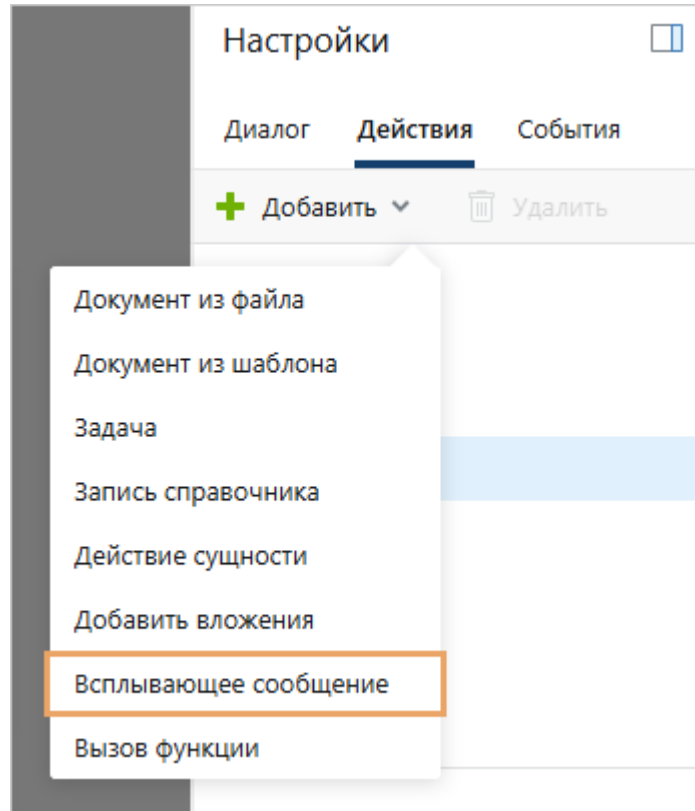 Настройки
Диалог Действия События
Добавить Удалить
Документ из файла
Документ из шаблона
Задача
Запись справочника
Действие сущности
Добавить вложения
Всплывающее сообщение
Вызов функции